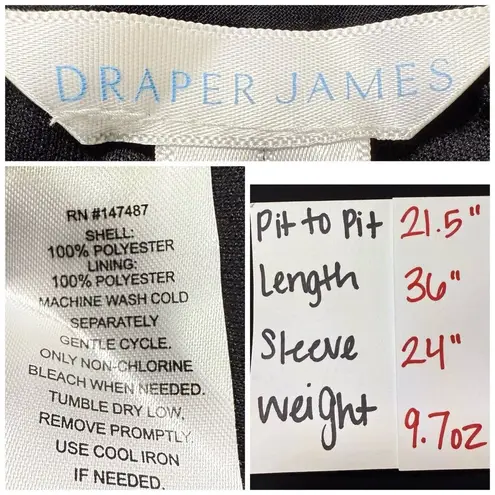 DRAPER JAMES
RN #147487
SHELL:
100% POLYESTER
LINING:
100% POLYESTER
MACHINE WASH COLD
SEPARATELY
GENTLE CYCLE.
ONLY NON-CHLORINE
BLEACH WHEN NEEDED.
TUMBLE DRY LOW,
REMOVE PROMPTLY
USE COOL IRON
IF NEEDED.
Pit to Pit 21.5"
Length 36"
Sleeve 24"
Weight 9.7oz